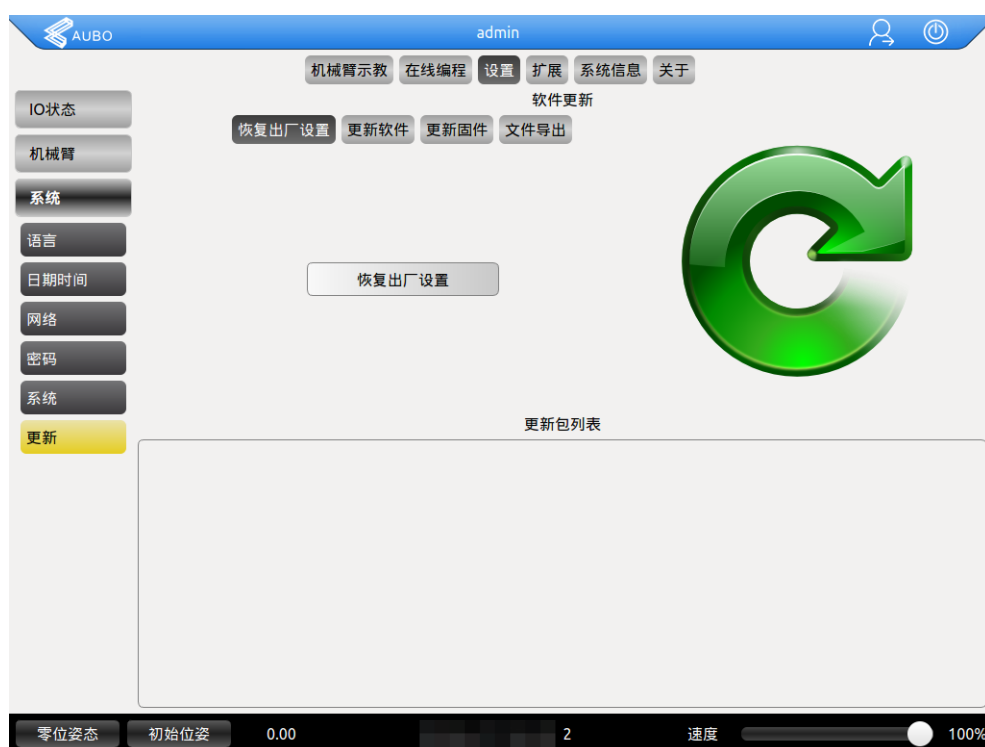 AUBO
admin
机械臂示教 在线编程 设置 扩展 系统信息 关于
软件更新
恢复出厂设置 更新软件 更新固件 文件导出
IO状态
机械臂
系统
语言
日期时间
网络
密码
系统
更新
恢复出厂设置
更新包列表
零位姿态 初始位姿 0.00 2 速度 100%